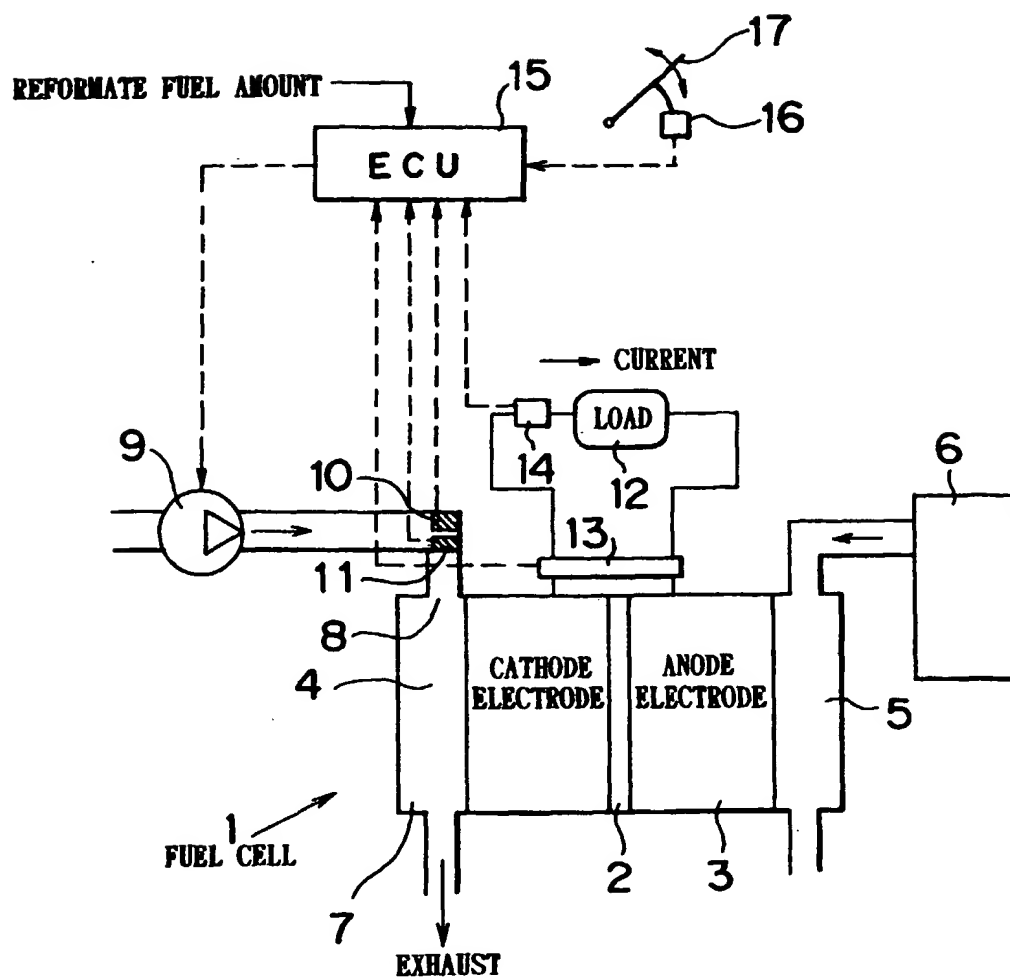 17
REFORMATE FUEL AMOUNT
15
16
ECU
CURRENT
9
10
14
LOAD
12
6
13
11
8
4
CATHODE
ELECTRODE
ANODE
ELECTRODE
5
1
FUEL CELL
7
2
3
EXHAUST